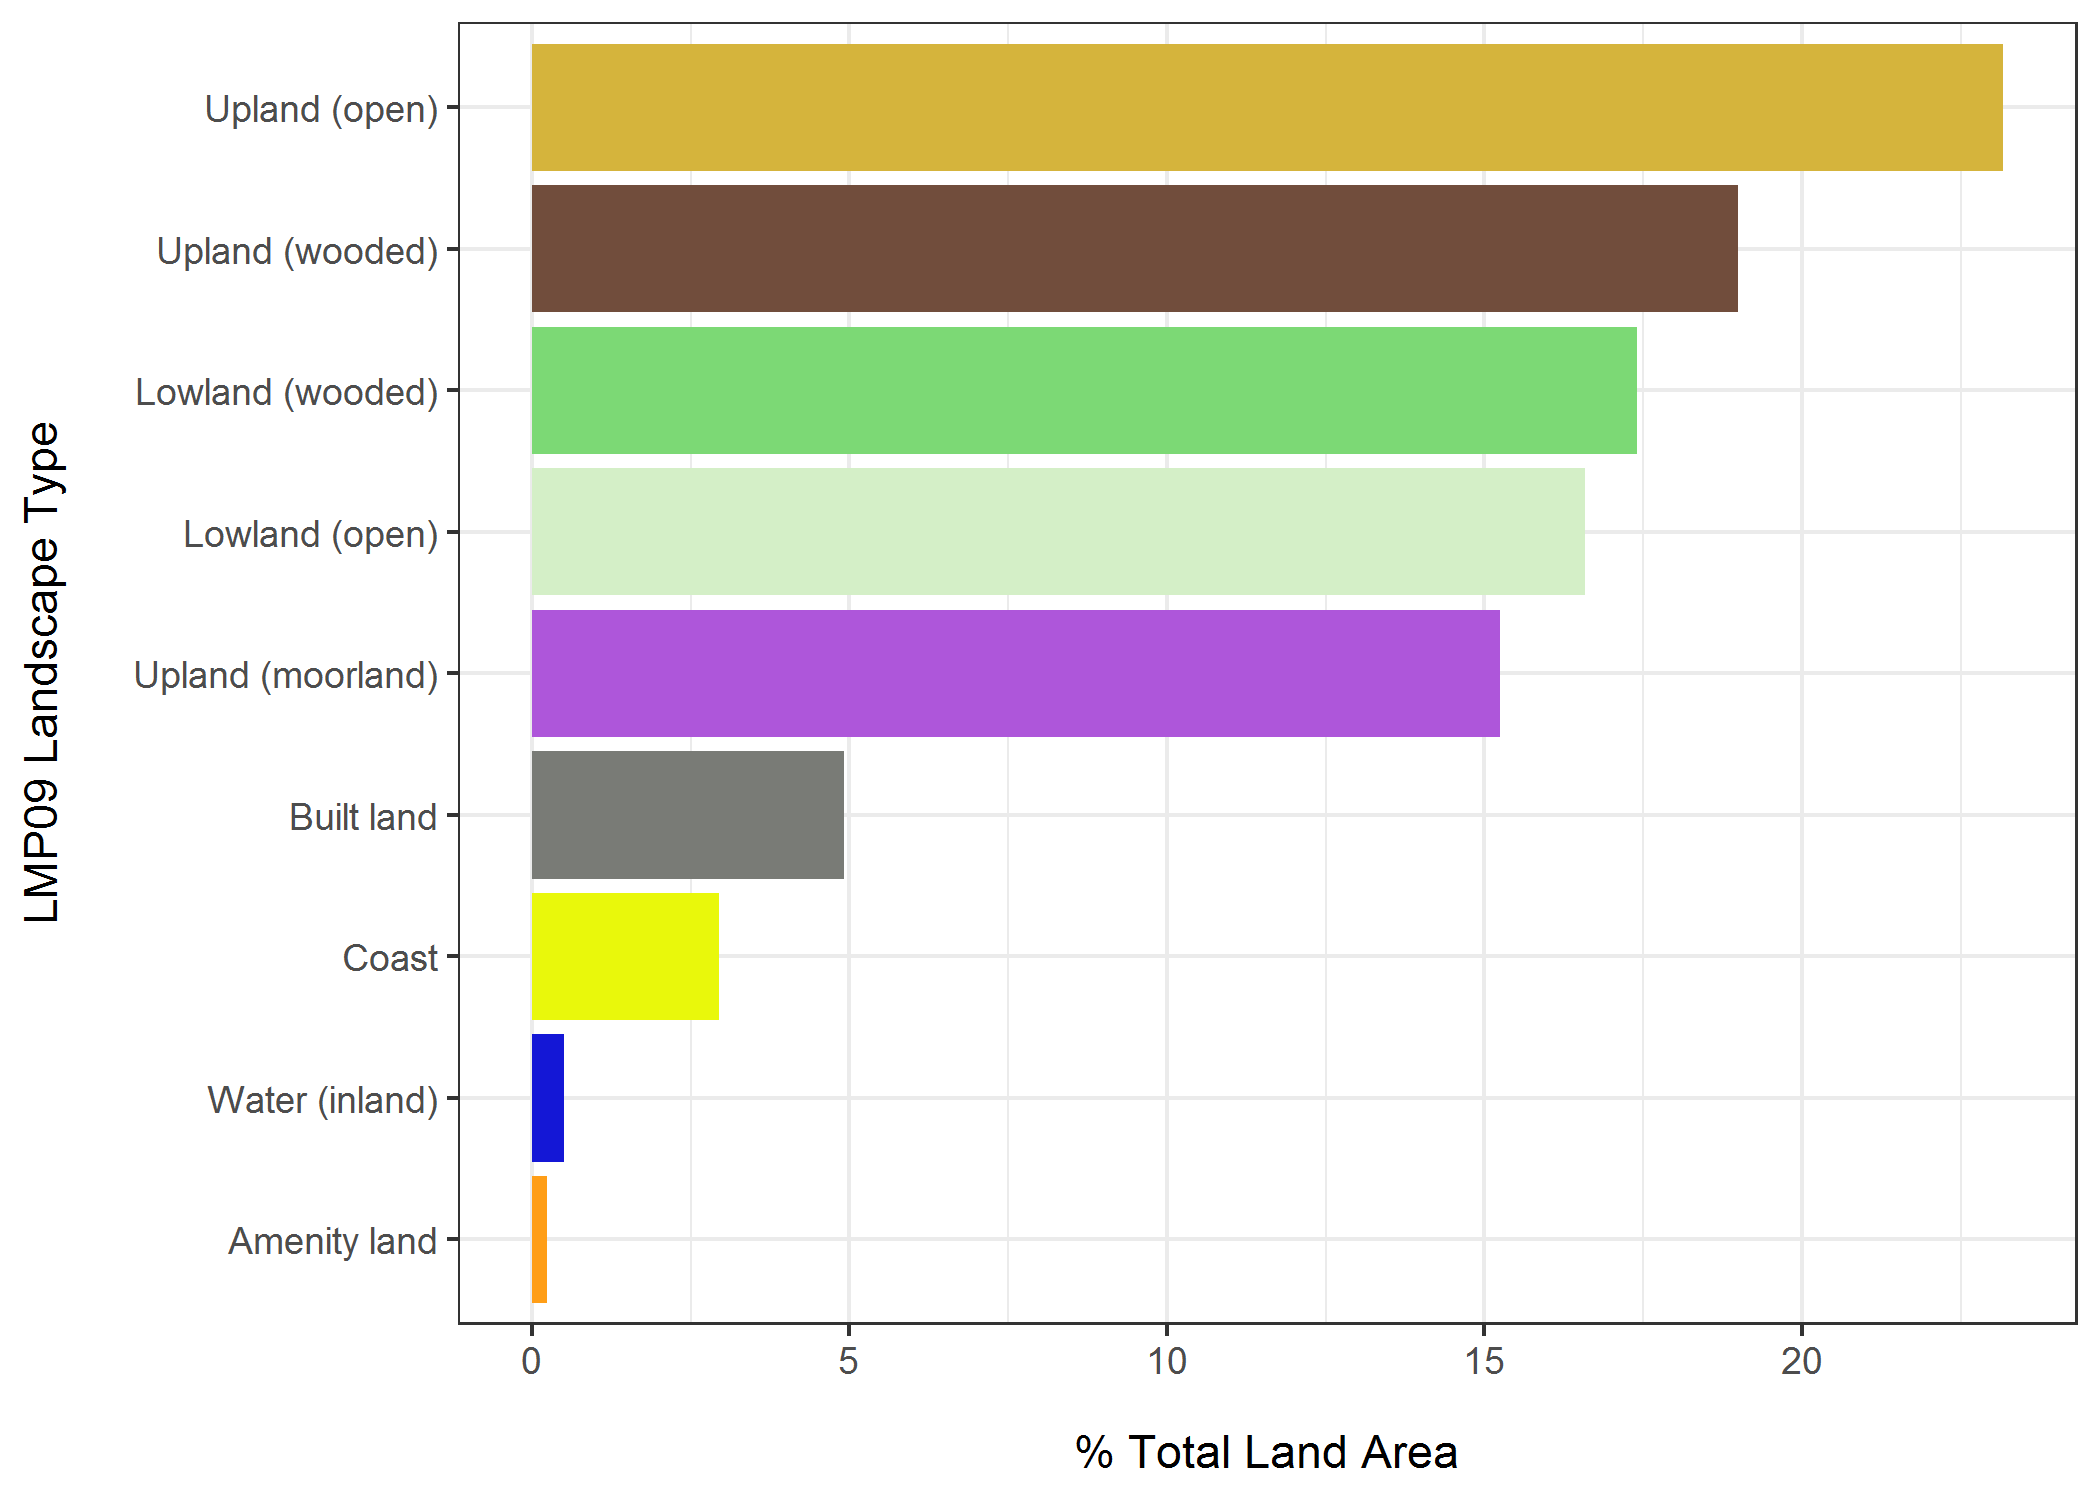 LMP09 Landscape Type
Upland (open)
Upland (wooded)
Lowland (wooded)
Lowland (open)
Upland (moorland)
Built land
Coast
Water (inland)
Amenity land
0 5 10 15 20
% Total Land Area